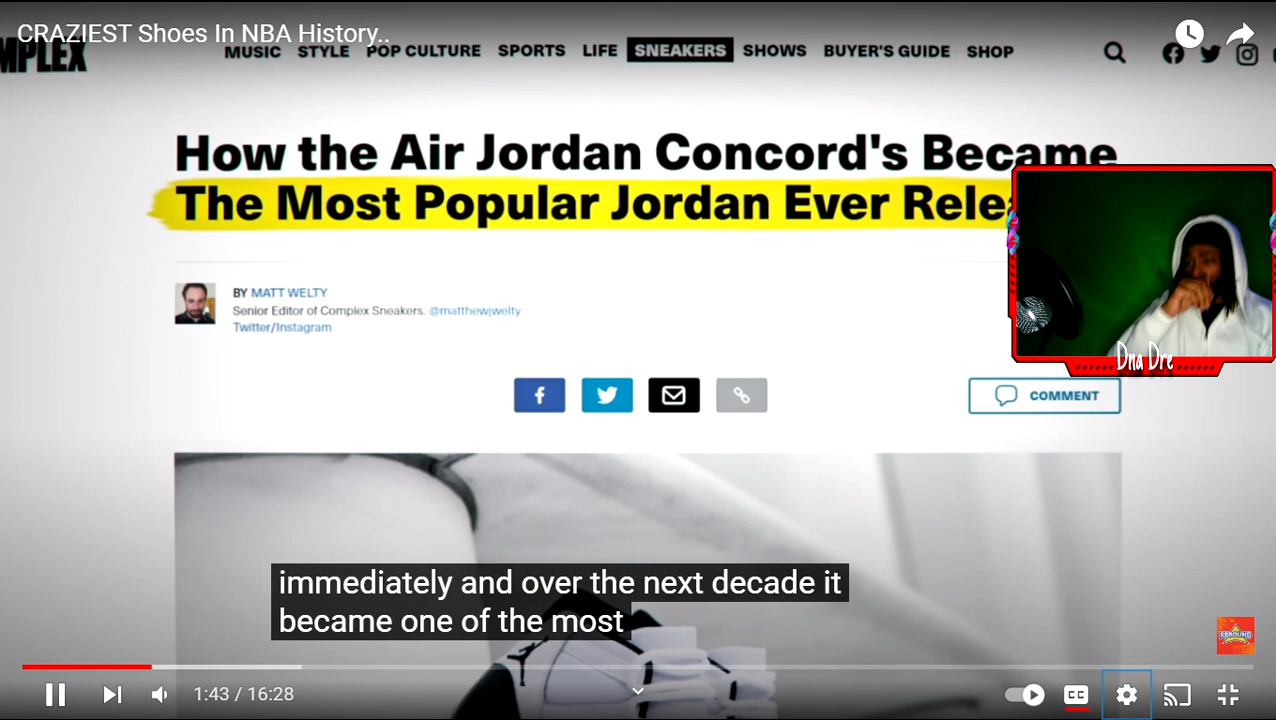 CRAZIEST Shoes In NBA History..
MPLEX
MUSIC STYLE POP CULTURE SPORTS LIFE SNEAKERS SHOWS BUYER'S GUIDE SHOP
How the Air Jordan Concord's Became
The Most Popular Jordan Ever Relea
BY MATT WELTY
Senior Editor of Complex Sneakers. @matthewjwelty
Twitter/Instagram
Dna Dre
COMMENT
immediately and over the next decade it
became one of the most
REBOUND
1:43 / 16:28
CC